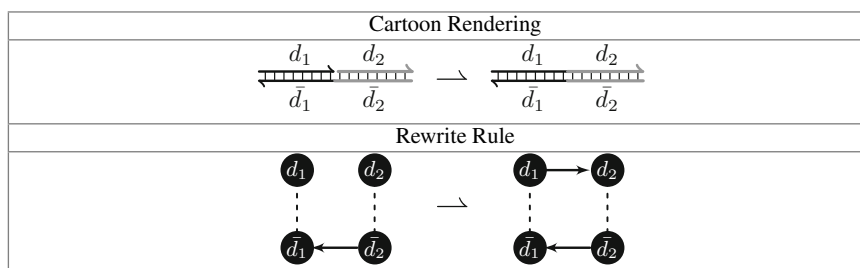 Cartoon Rendering
d₁ d₂ ⇀ d₁ d₂
d̄₁ d̄₂ d̄₁ d̄₂
Rewrite Rule
d₁ d₂ ⇀ d₁ d₂
d̄₁ d̄₂ d̄₁ d̄₂